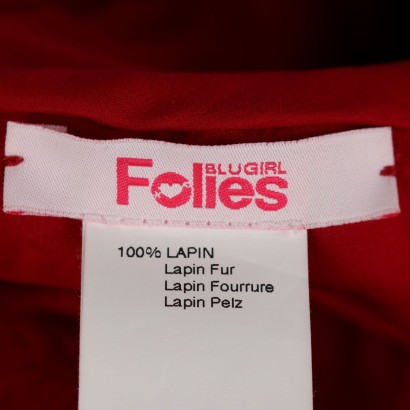 BLUGIRL
Folies
100% LAPIN
Lapin Fur
Lapin Fourrure
Lapin Pelz